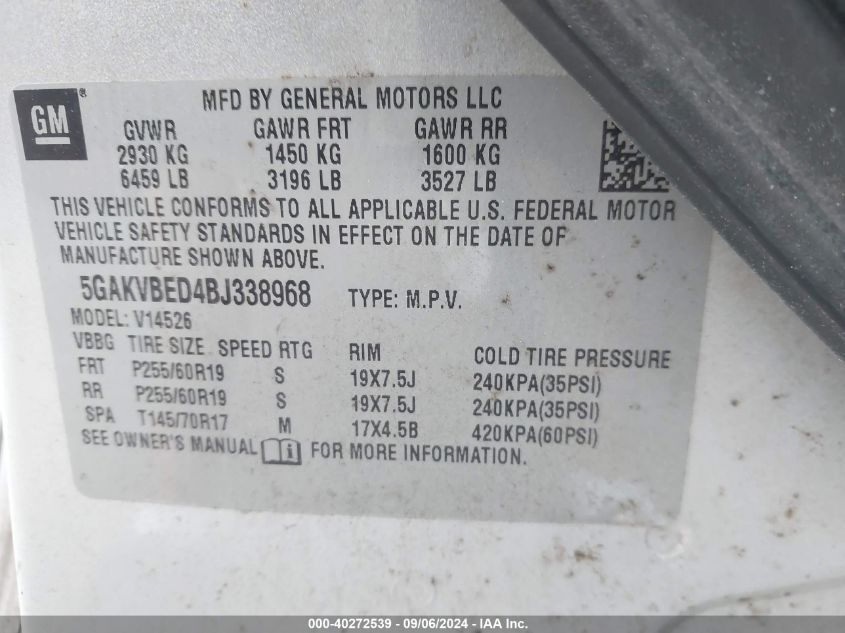 GM®
MFD BY GENERAL MOTORS LLC
GVWR GAWR FRT GAWR RR
2930 KG 1450 KG 1600 KG
6459 LB 3196 LB 3527 LB
THIS VEHICLE CONFORMS TO ALL APPLICABLE U.S. FEDERAL MOTOR
VEHICLE SAFETY STANDARDS IN EFFECT ON THE DATE OF
MANUFACTURE SHOWN ABOVE.
5GAKVBED4BJ338968 TYPE: M.P.V.
MODEL: V14526
VBBG TIRE SIZE SPEED RTG RIM COLD TIRE PRESSURE
FRT P255/60R19 S 19X7.5J 240KPA(35PSI)
RR P255/60R19 S 19X7.5J 240KPA(35PSI)
SPA T145/70R17 M 17X4.5B 420KPA(60PSI)
SEE OWNER'S MANUAL i FOR MORE INFORMATION.
000-40272539 - 09/06/2024 - IAA Inc.